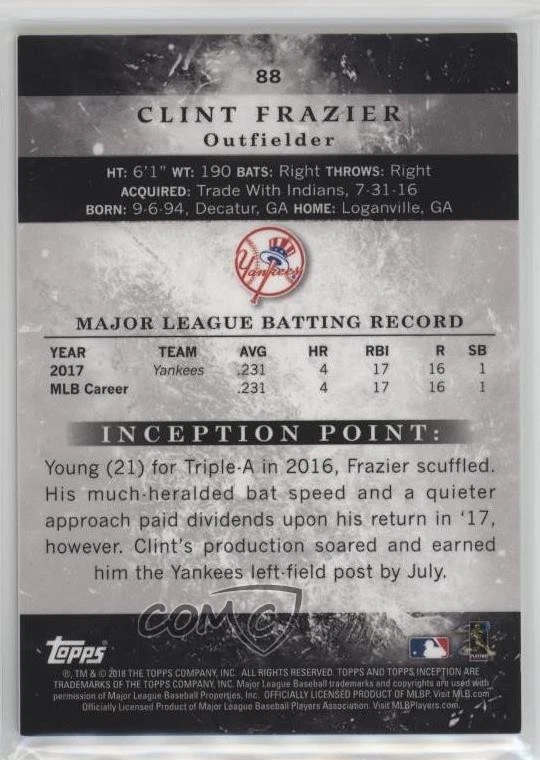 88
CLINT FRAZIER
Outfielder
HT: 6'1" WT: 190 BATS: Right THROWS: Right
ACQUIRED: Trade With Indians, 7-31-16
BORN: 9-6-94, Decatur, GA HOME: Loganville, GA
Yankees
MAJOR LEAGUE BATTING RECORD
YEAR TEAM AVG HR RBI R SB
2017 Yankees .231 4 17 16 1
MLB Career .231 4 17 16 1
INCEPTION POINT:
Young (21) for Triple-A in 2016, Frazier scuffled.
His much-heralded bat speed and a quieter
approach paid dividends upon his return in '17,
however. Clint's production soared and earned
him the Yankees left-field post by July.
COMC
Topps
®, TM & © 2018 THE TOPPS COMPANY, INC. ALL RIGHTS RESERVED. TOPPS AND TOPPS INCEPTION ARE
TRADEMARKS OF THE TOPPS COMPANY, INC. Major League Baseball trademarks and copyrights are used with
permission of Major League Baseball Properties, Inc. OFFICIALLY LICENSED PRODUCT OF MLBP. Visit MLB.com
Officially Licensed Product of Major League Baseball Players Association. Visit MLBPlayers.com.